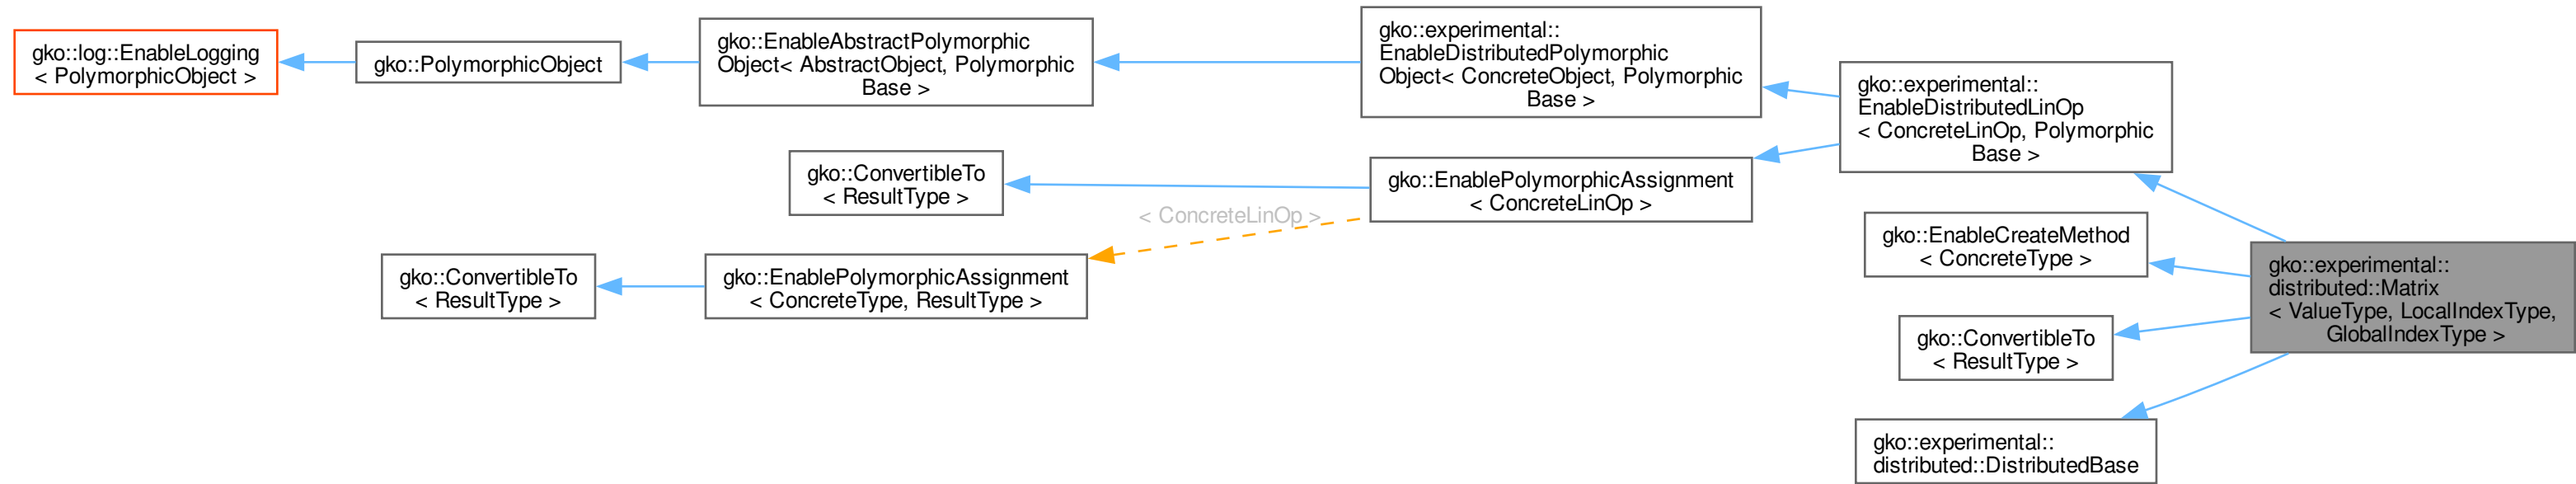 gko::log::EnableLogging
< PolymorphicObject >
gko::PolymorphicObject
gko::EnableAbstractPolymorphic
Object< AbstractObject, Polymorphic
Base >
gko::experimental::
EnableDistributedPolymorphic
Object< ConcreteObject, Polymorphic
Base >
gko::experimental::
EnableDistributedLinOp
< ConcreteLinOp, Polymorphic
Base >
gko::ConvertibleTo
< ResultType >
gko::EnablePolymorphicAssignment
< ConcreteLinOp >
< ConcreteLinOp >
gko::ConvertibleTo
< ResultType >
gko::EnablePolymorphicAssignment
< ConcreteType, ResultType >
gko::EnableCreateMethod
< ConcreteType >
gko::experimental::
distributed::Matrix
< ValueType, LocalIndexType,
GlobalIndexType >
gko::ConvertibleTo
< ResultType >
gko::experimental::
distributed::DistributedBase